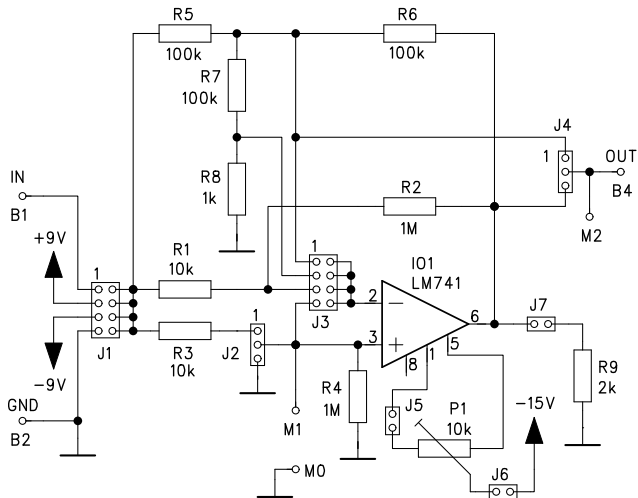 R5
100k
R6
100k
R7
100k
J4
1
OUT
B4
IN
B1
R8
1k
R2
1M
M2
+9V
R1
10k
1
IO1
LM741
1
J1
2
J3
6
J7
R3
10k
J2
1
3
8
1
5
-9V
R4
1M
R9
2k
GND
B2
M1
J5
P1
10k
-15V
M0
J6